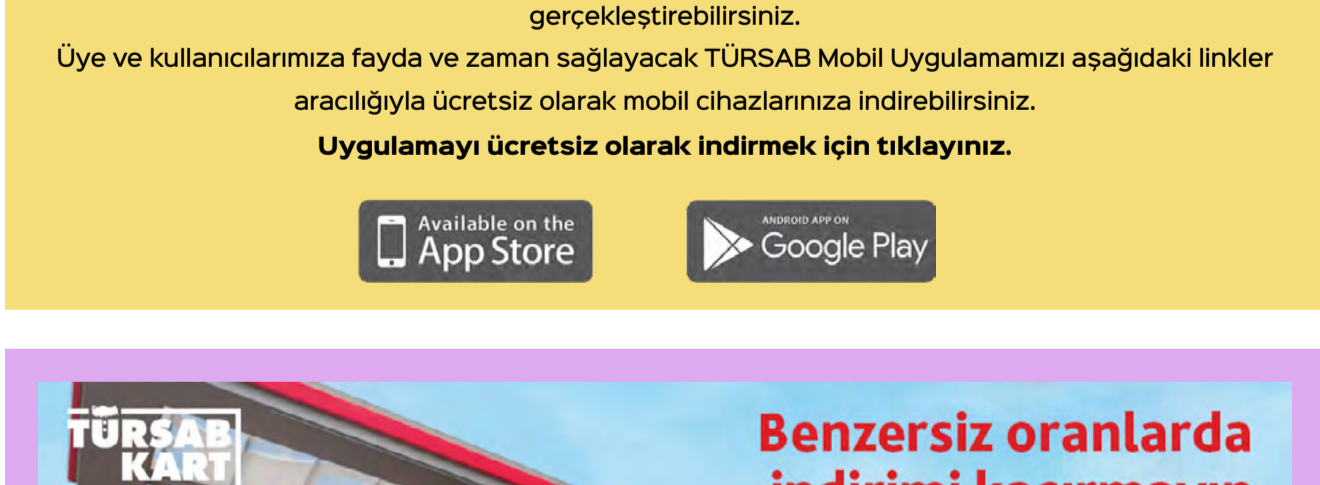 gerçekleştirebilirsiniz.
Üye ve kullanıcılarımıza fayda ve zaman sağlayacak TÜRSAB Mobil Uygulamamızı aşağıdaki linkler
aracılığıyla ücretsiz olarak mobil cihazlarınıza indirebilirsiniz.
Uygulamayı ücretsiz olarak indirmek için tıklayınız.
Available on the
App Store
ANDROID APP ON
Google Play
TÜRSAB
KART
Benzersiz oranlarda
indirimi kaçırmayın